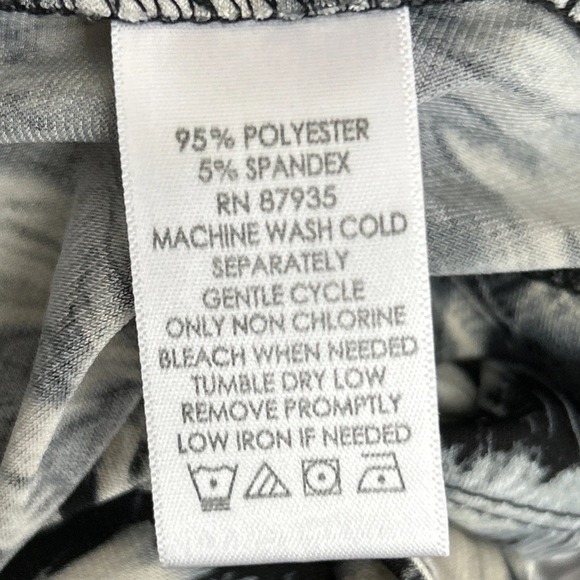 95% POLYESTER
5% SPANDEX
RN 87935
MACHINE WASH COLD
SEPARATELY
GENTLE CYCLE
ONLY NON CHLORINE
BLEACH WHEN NEEDED
TUMBLE DRY LOW
REMOVE PROMPTLY
LOW IRON IF NEEDED